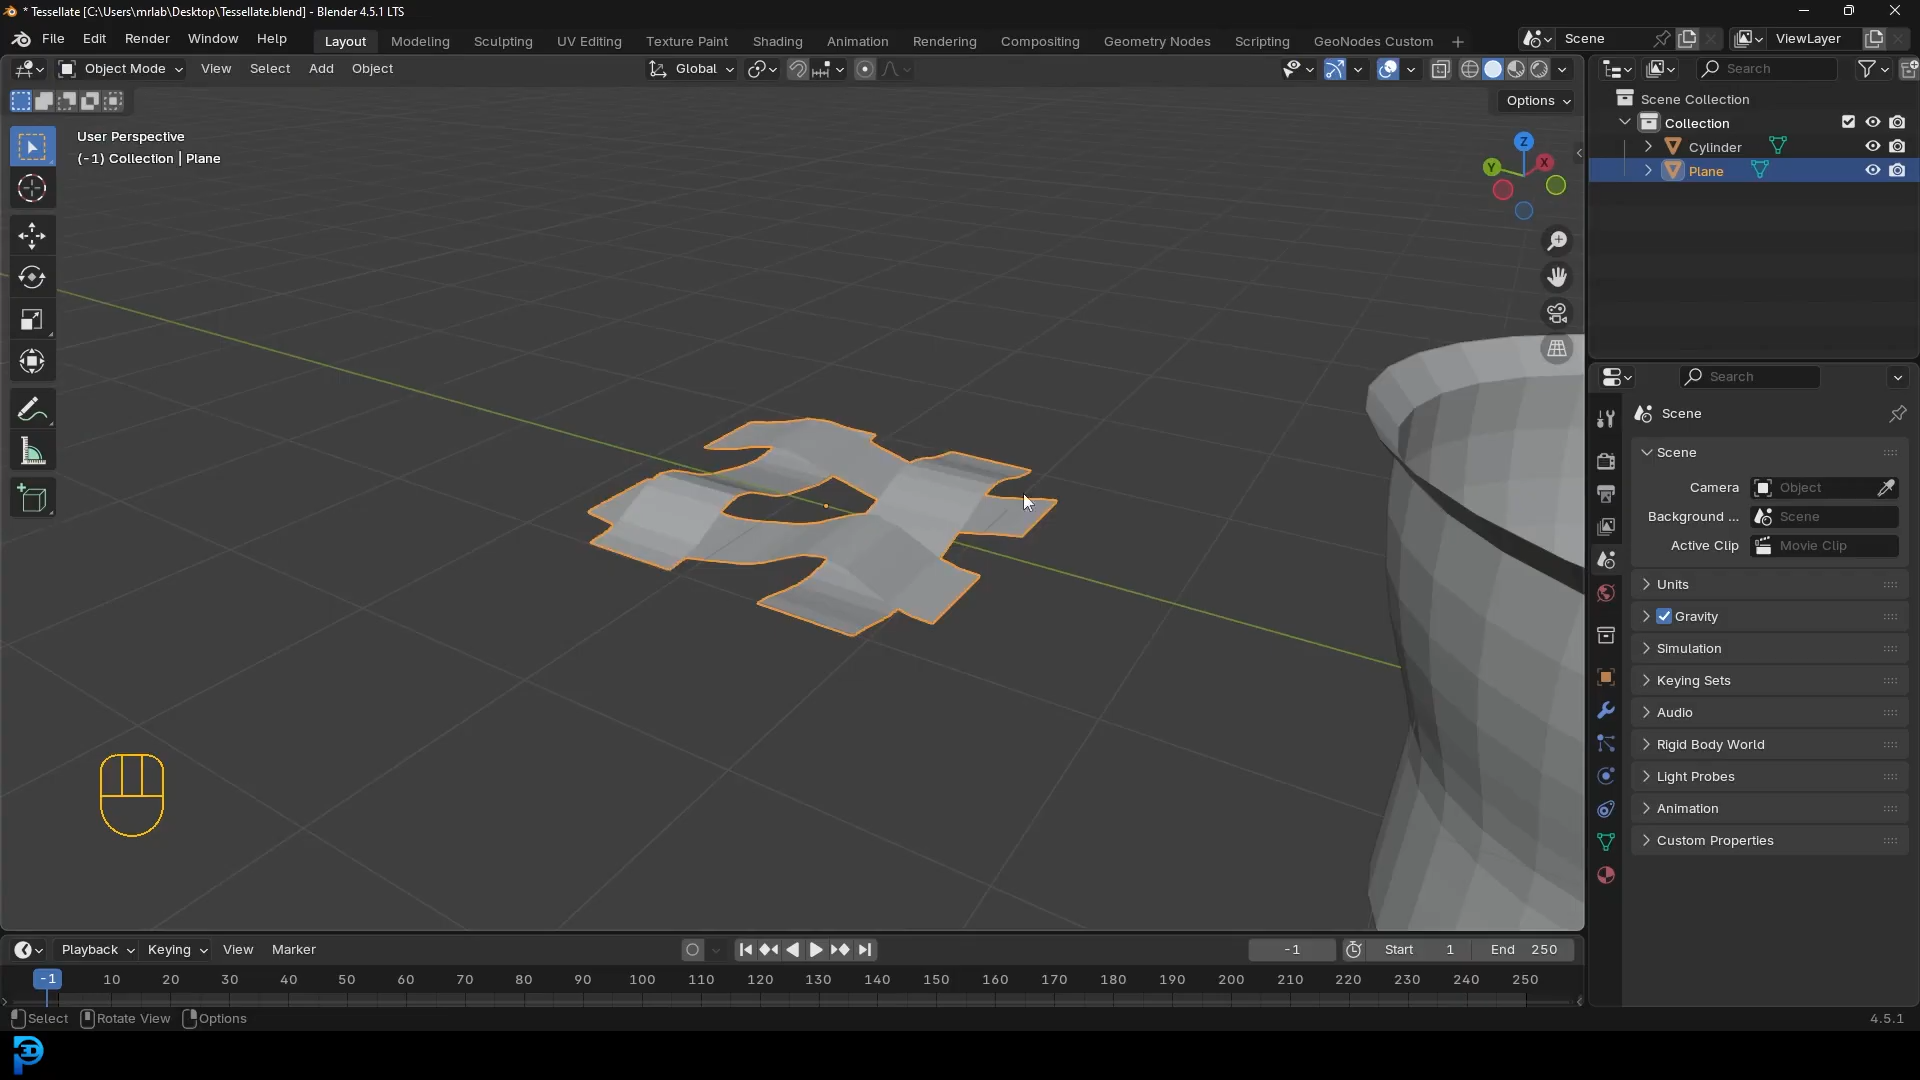 * Tessellate [C:\Users\mrlab\Desktop\Tessellate.blend] - Blender 4.5.1 LTS
File Edit Render Window Help Layout Modeling Sculpting UV Editing Texture Paint Shading Animation Rendering Compositing Geometry Nodes Scripting GeoNodes Custom + Scene ViewLayer
Object Mode View Select Add Object Global Search
Options
User Perspective
(-1) Collection | Plane
Z
Y
X
Scene Collection
Collection
Cylinder
Plane
Search
Scene
Scene
Camera Object
Background ... Scene
Active Clip Movie Clip
Units
Gravity
Simulation
Keying Sets
Audio
Rigid Body World
Light Probes
Animation
Custom Properties
Playback Keying View Marker -1 Start 1 End 250
-1 10 20 30 40 50 60 70 80 90 100 110 120 130 140 150 160 170 180 190 200 210 220 230 240 250
Select Rotate View Options 4.5.1